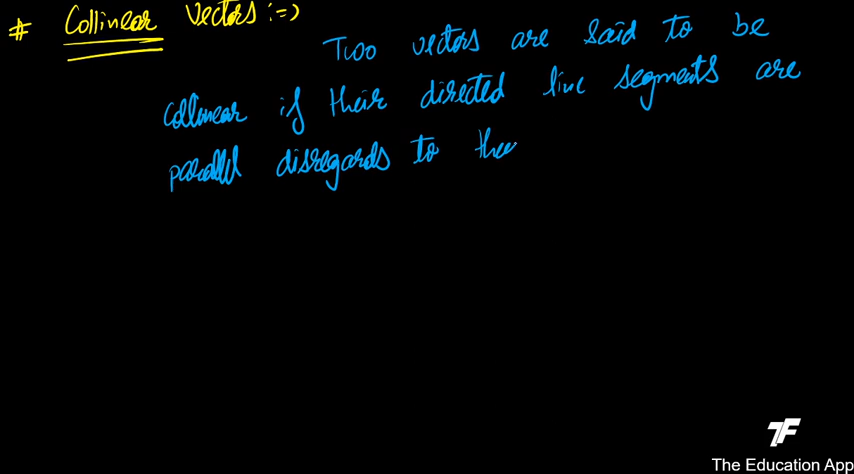 # Collinear Vectors :=>
Two vectors are said to be
collinear if their directed line segments are
parallel disregards to the
7F
The Education App